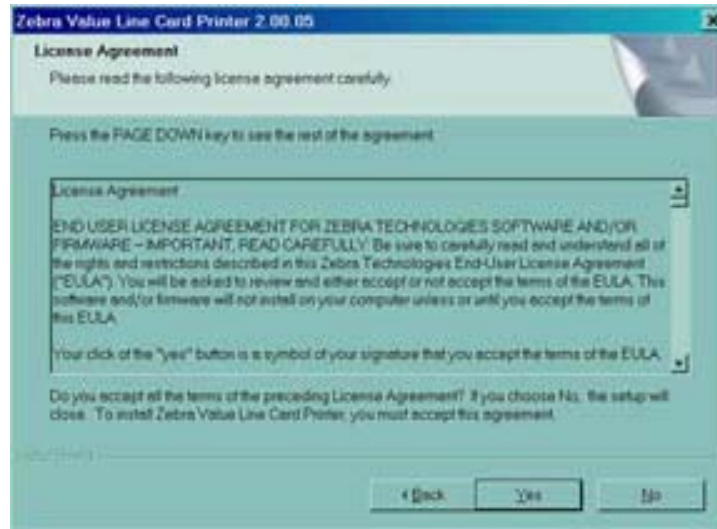 Zebra Value Line Card Printer 2.00.05
License Agreement
Please read the following license agreement carefully.
Press the PAGE DOWN key to see the rest of the agreement.
License Agreement
END USER LICENSE AGREEMENT FOR ZEBRA TECHNOLOGIES SOFTWARE AND/OR
FIRMWARE – IMPORTANT, READ CAREFULLY: Be sure to carefully read and understand all of
the rights and restrictions described in this Zebra Technologies End-User License Agreement
("EULA"). You will be asked to review and either accept or not accept the terms of the EULA. This
software and/or firmware will not install on your computer unless or until you accept the terms of
this EULA.
Your click of the "yes" button is a symbol of your signature that you accept the terms of the EULA.
Do you accept all the terms of the preceding License Agreement? If you choose No, the setup will
close. To install Zebra Value Line Card Printer, you must accept this agreement.
< Back
Yes
No